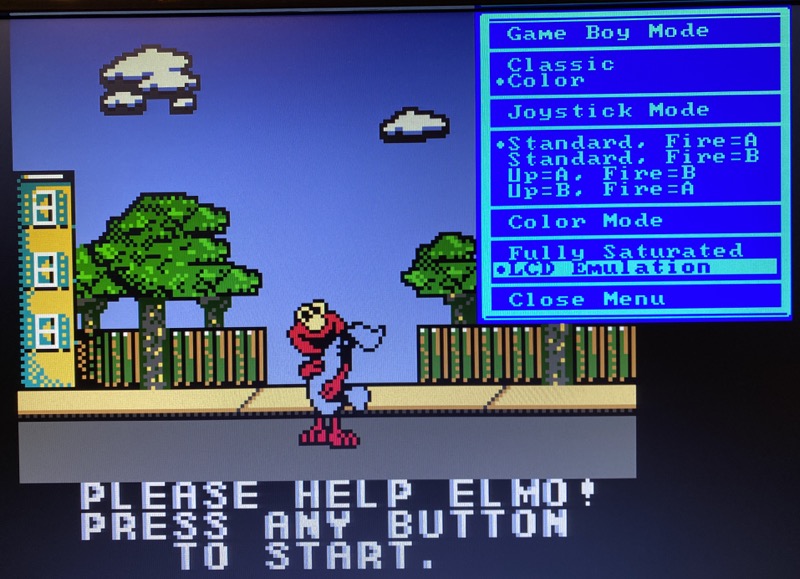 Game Boy Mode
Classic
•Color
Joystick Mode
•Standard, Fire=A
Standard, Fire=B
Up=A, Fire=B
Up=B, Fire=A
Color Mode
Fully Saturated
•LCD Emulation
Close Menu
PLEASE HELP ELMO!
PRESS ANY BUTTON
TO START.